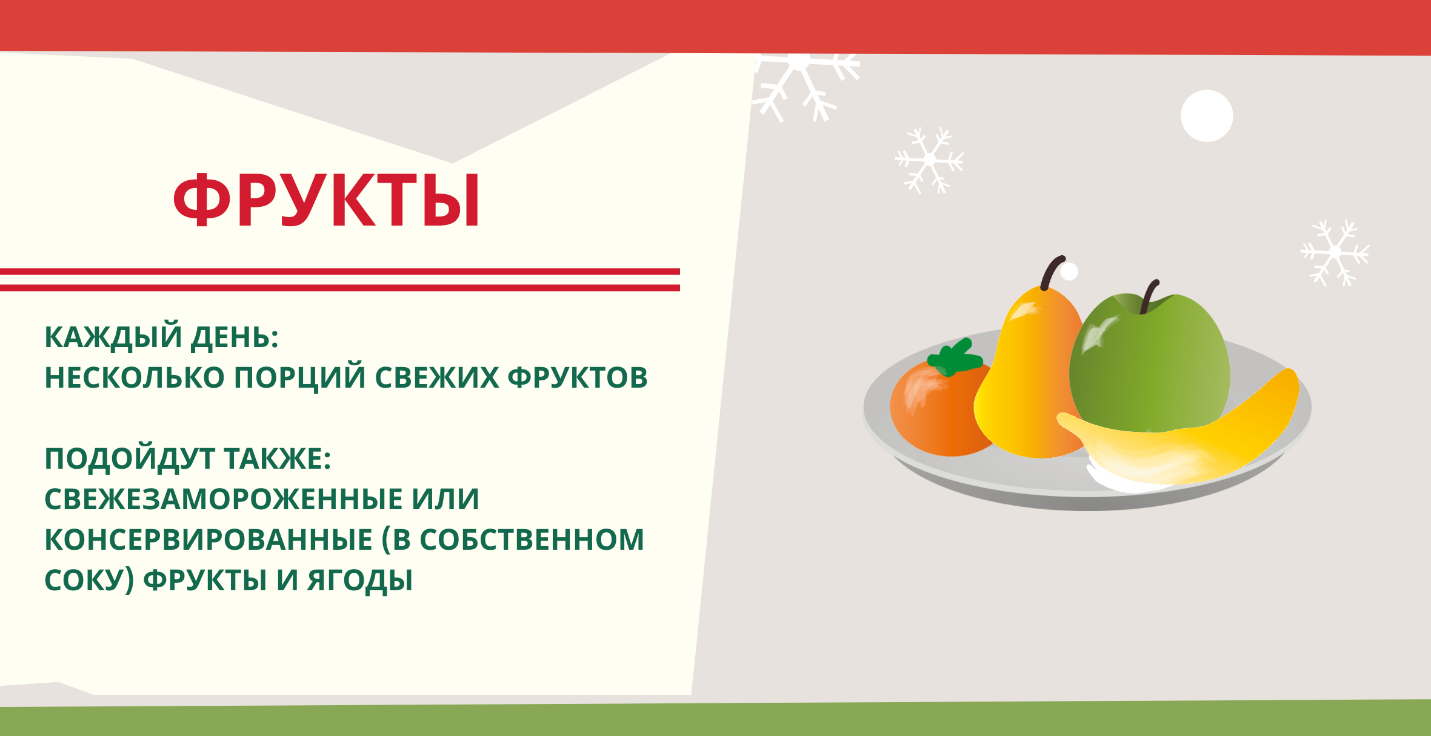 ФРУКТЫ
КАЖДЫЙ ДЕНЬ:
НЕСКОЛЬКО ПОРЦИЙ СВЕЖИХ ФРУКТОВ
ПОДОЙДУТ ТАКЖЕ:
СВЕЖЕЗАМОРОЖЕННЫЕ ИЛИ
КОНСЕРВИРОВАННЫЕ (В СОБСТВЕННОМ
СОКУ) ФРУКТЫ И ЯГОДЫ